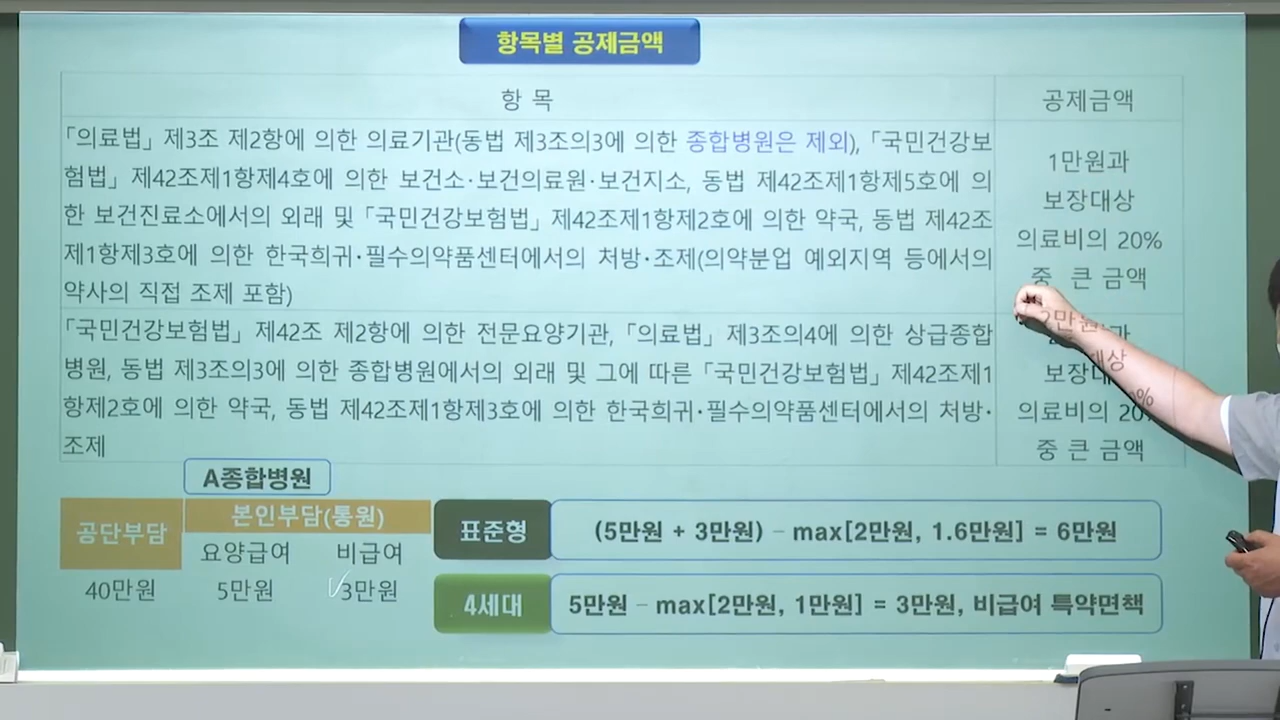 항목별 공제금액
항 목
공제금액
「의료법」 제3조 제2항에 의한 의료기관(동법 제3조의3에 의한 종합병원은 제외), 「국민건강보
험법」 제42조제1항제4호에 의한 보건소·보건의료원·보건지소, 동법 제42조제1항제5호에 의
한 보건진료소에서의 외래 및 「국민건강보험법」 제42조제1항제2호에 의한 약국, 동법 제42조
제1항제3호에 의한 한국희귀·필수의약품센터에서의 처방·조제(의약분업 예외지역 등에서의
약사의 직접 조제 포함)
1만원과
보장대상
의료비의 20%
중 큰 금액
「국민건강보험법」 제42조 제2항에 의한 전문요양기관, 「의료법」 제3조의4에 의한 상급종합
병원, 동법 제3조의3에 의한 종합병원에서의 외래 및 그에 따른 「국민건강보험법」 제42조제1
항제2호에 의한 약국, 동법 제42조제1항제3호에 의한 한국희귀·필수의약품센터에서의 처방·
조제
2만원과
보장대상
의료비의 20%
중 큰 금액
A종합병원
공단부담
본인부담(통원)
요양급여 비급여
40만원 5만원 3만원
표준형
(5만원 + 3만원) - max[2만원, 1.6만원] = 6만원
4세대
5만원 - max[2만원, 1만원] = 3만원, 비급여 특약면책